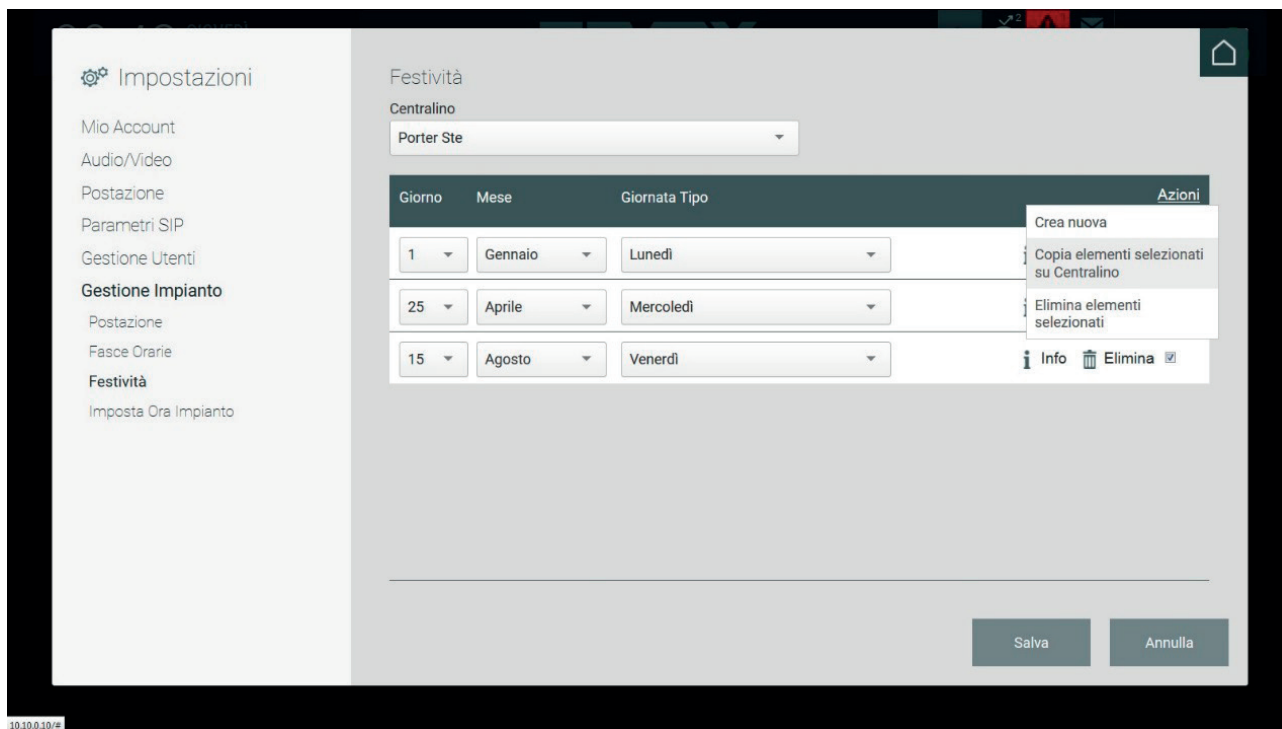 Impostazioni
Mio Account
Audio/Video
Postazione
Parametri SIP
Gestione Utenti
Gestione Impianto
Postazione
Fasce Orarie
Festività
Imposta Ora Impianto
Festività
Centralino
Porter Ste
Giorno Mese Giornata Tipo Azioni
Crea nuova
Copia elementi selezionati
su Centralino
Elimina elementi
selezionati
1 Gennaio Lunedì
25 Aprile Mercoledì
15 Agosto Venerdì Info Elimina
Salva Annulla
10.10.0.10/#